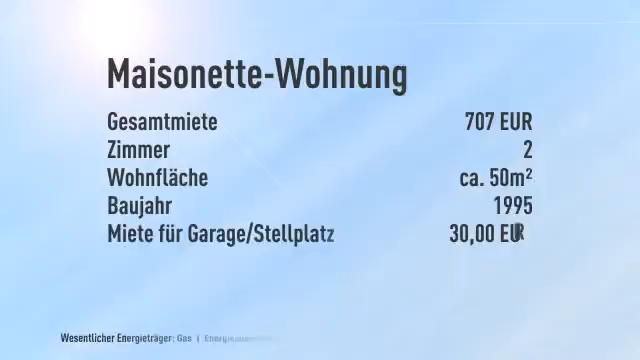 Maisonette-Wohnung
Gesamtmiete 707 EUR
Zimmer 2
Wohnfläche ca. 50m²
Baujahr 1995
Miete für Garage/Stellplatz 30,00 EUR
Wesentlicher Energieträger: Gas |